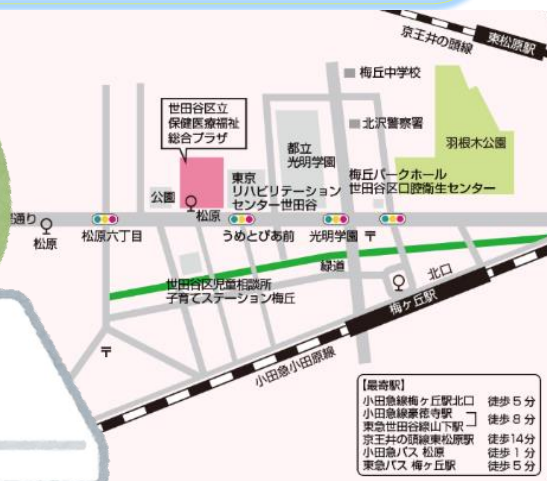 京王井の頭線
東松原駅
梅丘中学校
世田谷区立
保健医療福祉
総合プラザ
北沢警察署
羽根木公園
都立
光明学園
梅丘パークホール
世田谷区口腔衛生センター
東京
リハビリテーション
センター世田谷
公園
松原
通り
松原
松原六丁目
うめとぴあ前
光明学園
〒
緑道
北口
世田谷区児童相談所
子育てステーション梅丘
梅ヶ丘駅
〒
小田急小田原線
【最寄駅】
小田急線梅ヶ丘駅北口 徒歩5分
小田急線豪徳寺駅
東急世田谷線山下駅 徒歩8分
京王井の頭線東松原駅 徒歩14分
小田急バス 松原 徒歩1分
東急バス 梅ヶ丘駅 徒歩5分